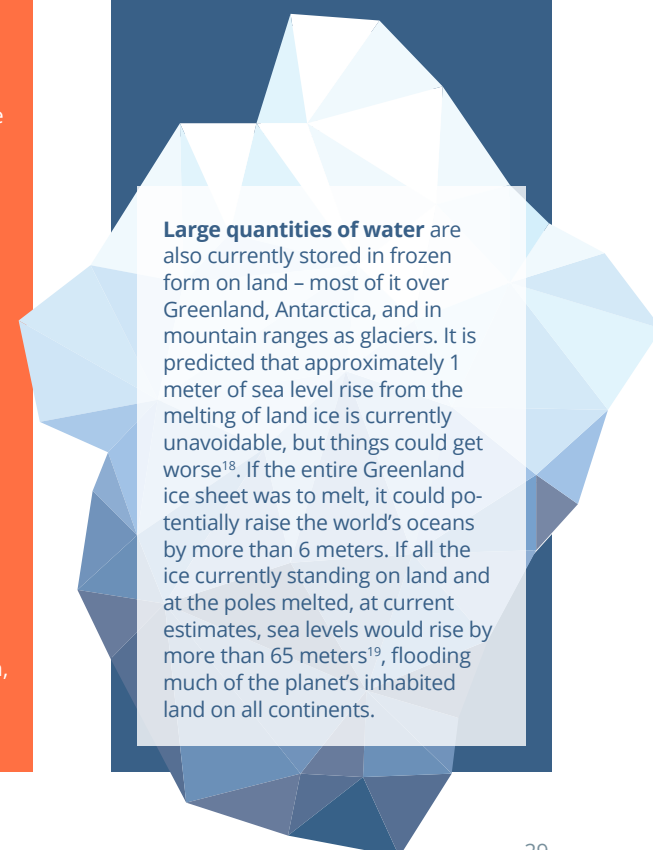 e
Large quantities of water are
also currently stored in frozen
form on land – most of it over
Greenland, Antarctica, and in
mountain ranges as glaciers. It is
predicted that approximately 1
meter of sea level rise from the
melting of land ice is currently
unavoidable, but things could get
worse¹⁸. If the entire Greenland
ice sheet was to melt, it could po-
tentially raise the world’s oceans
by more than 6 meters. If all the
ice currently standing on land and
at the poles melted, at current
estimates, sea levels would rise by
more than 65 meters¹⁹, flooding
much of the planet’s inhabited
land on all continents.